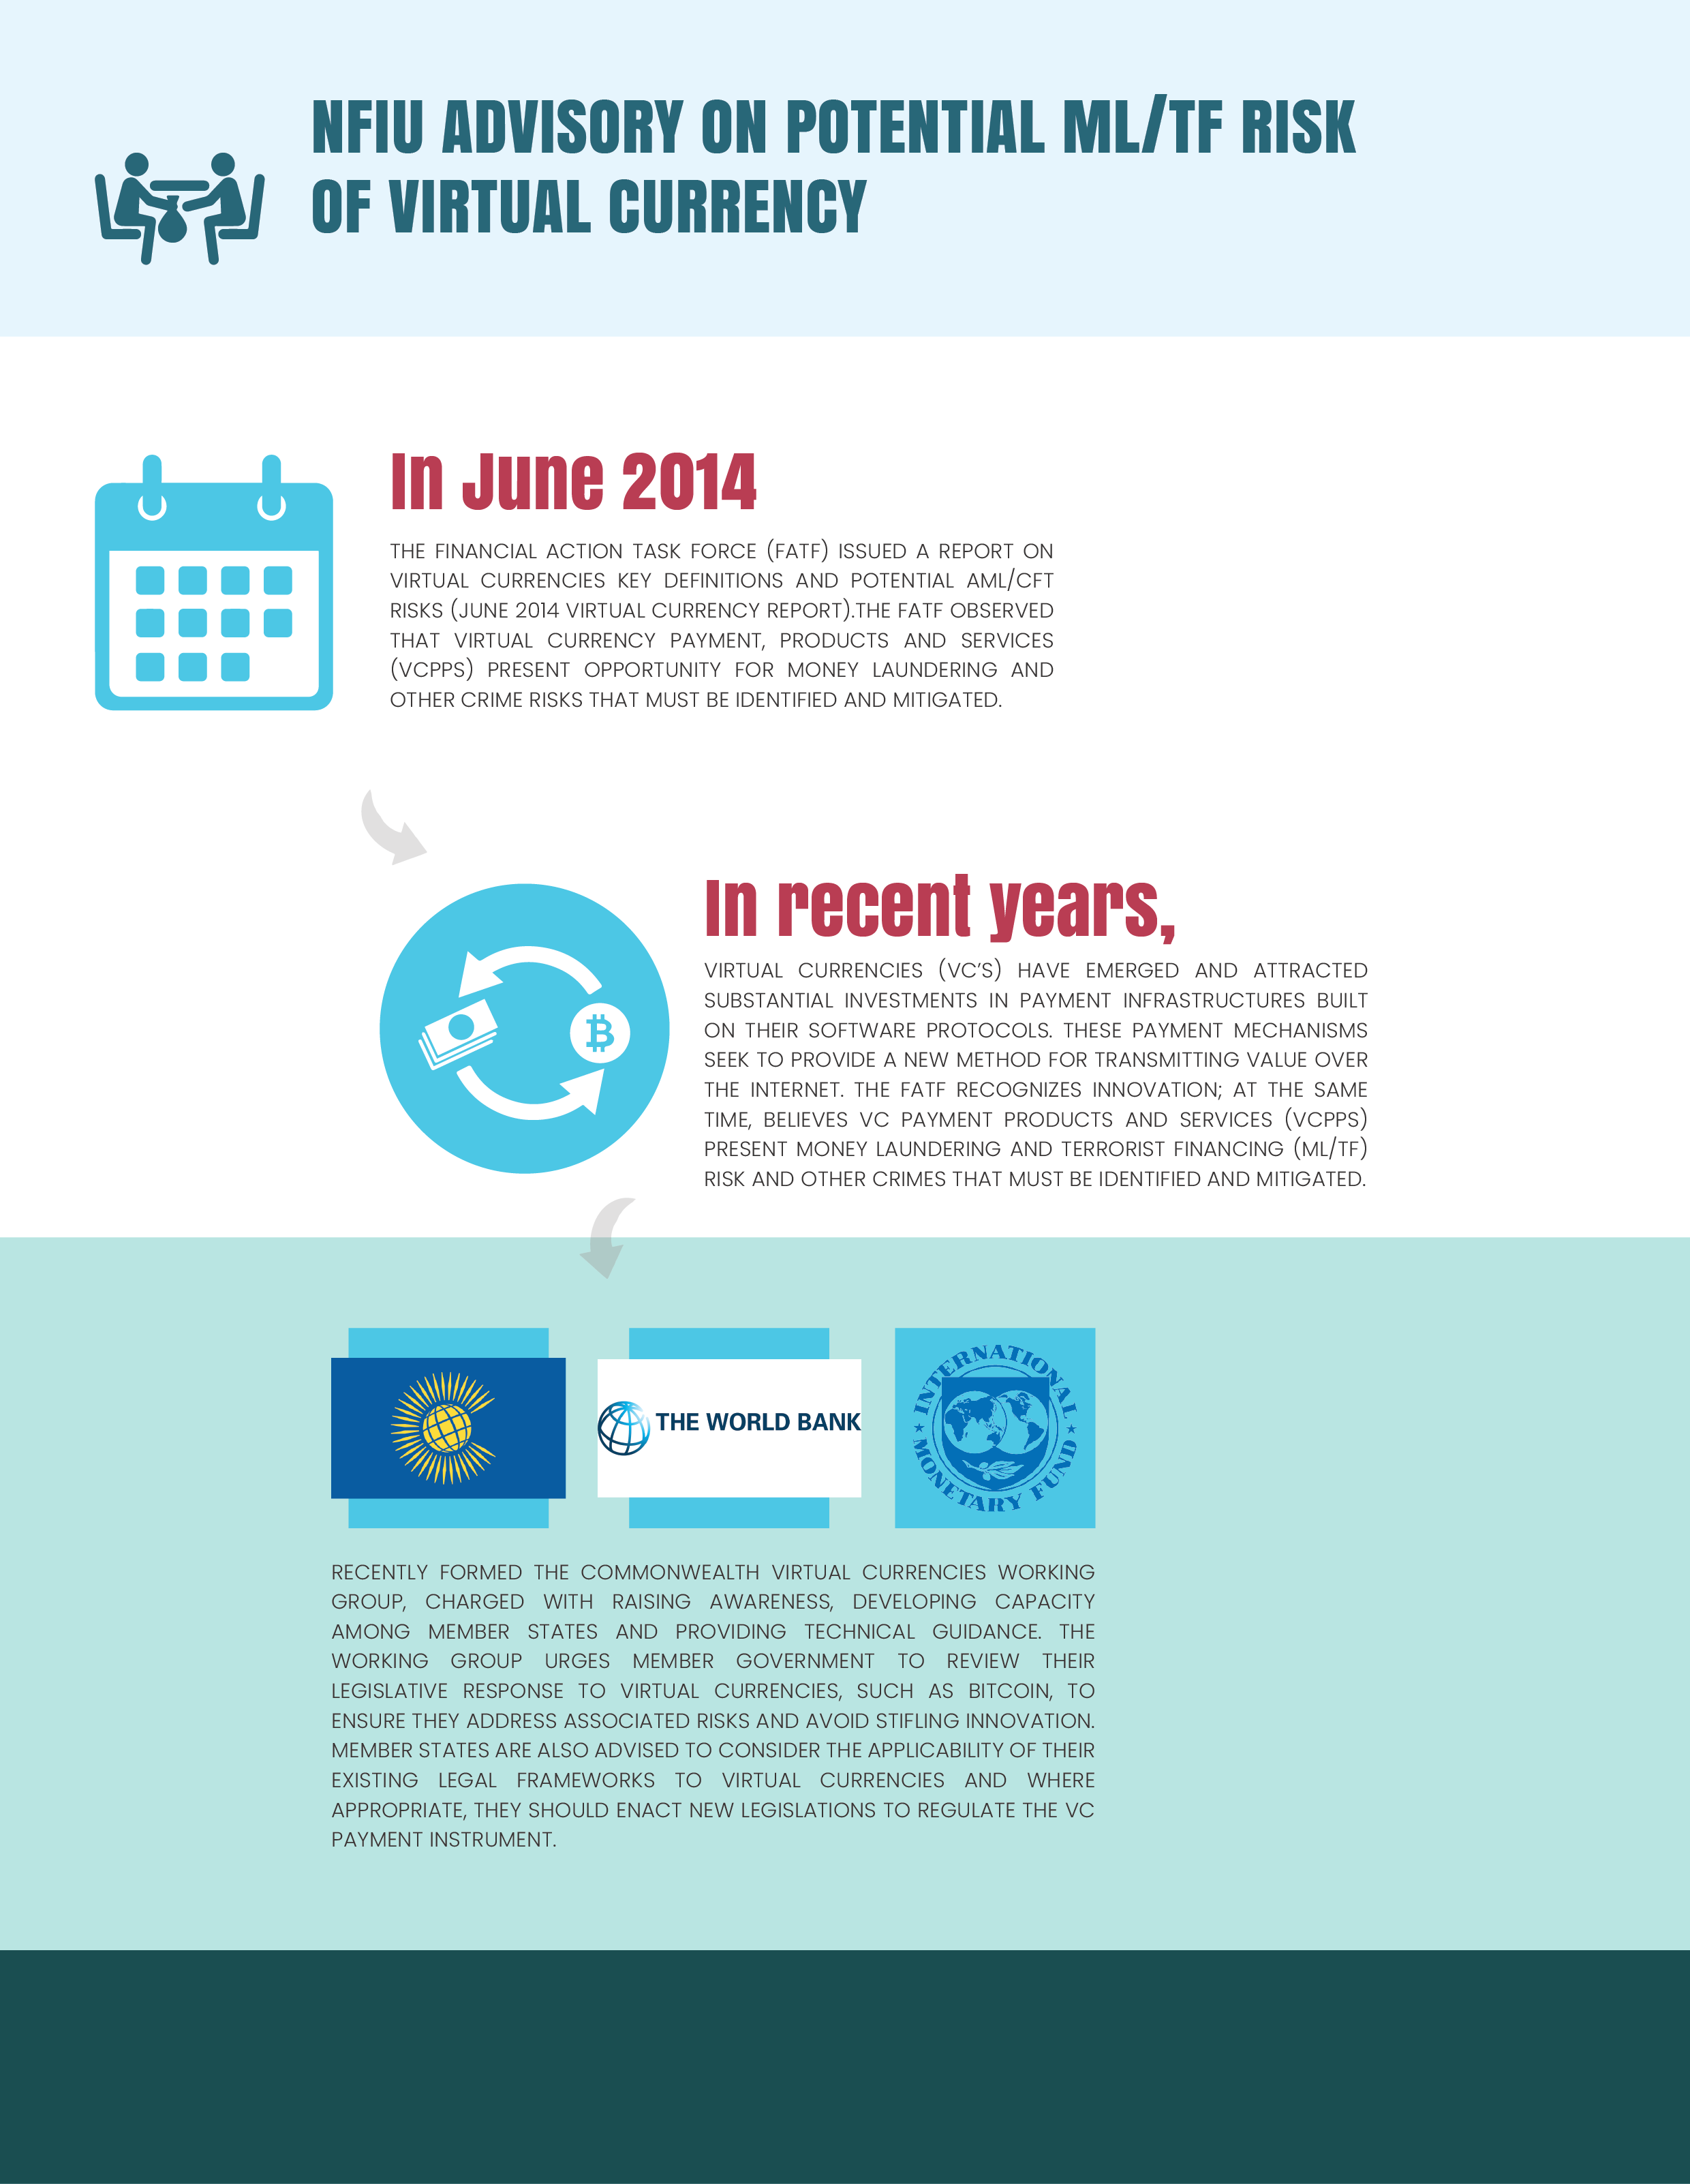 NFIU ADVISORY ON POTENTIAL ML/TF RISK
OF VIRTUAL CURRENCY
In June 2014
THE FINANCIAL ACTION TASK FORCE (FATF) ISSUED A REPORT ON
VIRTUAL CURRENCIES KEY DEFINITIONS AND POTENTIAL AML/CFT
RISKS (JUNE 2014 VIRTUAL CURRENCY REPORT).THE FATF OBSERVED
THAT VIRTUAL CURRENCY PAYMENT, PRODUCTS AND SERVICES
(VCPPS) PRESENT OPPORTUNITY FOR MONEY LAUNDERING AND
OTHER CRIME RISKS THAT MUST BE IDENTIFIED AND MITIGATED.
In recent years,
VIRTUAL CURRENCIES (VC’S) HAVE EMERGED AND ATTRACTED
SUBSTANTIAL INVESTMENTS IN PAYMENT INFRASTRUCTURES BUILT
ON THEIR SOFTWARE PROTOCOLS. THESE PAYMENT MECHANISMS
SEEK TO PROVIDE A NEW METHOD FOR TRANSMITTING VALUE OVER
THE INTERNET. THE FATF RECOGNIZES INNOVATION; AT THE SAME
TIME, BELIEVES VC PAYMENT PRODUCTS AND SERVICES (VCPPS)
PRESENT MONEY LAUNDERING AND TERRORIST FINANCING (ML/TF)
RISK AND OTHER CRIMES THAT MUST BE IDENTIFIED AND MITIGATED.
THE WORLD BANK
INTERNATIONAL
MONETARY FUND
RECENTLY FORMED THE COMMONWEALTH VIRTUAL CURRENCIES WORKING
GROUP, CHARGED WITH RAISING AWARENESS, DEVELOPING CAPACITY
AMONG MEMBER STATES AND PROVIDING TECHNICAL GUIDANCE. THE
WORKING GROUP URGES MEMBER GOVERNMENT TO REVIEW THEIR
LEGISLATIVE RESPONSE TO VIRTUAL CURRENCIES, SUCH AS BITCOIN, TO
ENSURE THEY ADDRESS ASSOCIATED RISKS AND AVOID STIFLING INNOVATION.
MEMBER STATES ARE ALSO ADVISED TO CONSIDER THE APPLICABILITY OF THEIR
EXISTING LEGAL FRAMEWORKS TO VIRTUAL CURRENCIES AND WHERE
APPROPRIATE, THEY SHOULD ENACT NEW LEGISLATIONS TO REGULATE THE VC
PAYMENT INSTRUMENT.